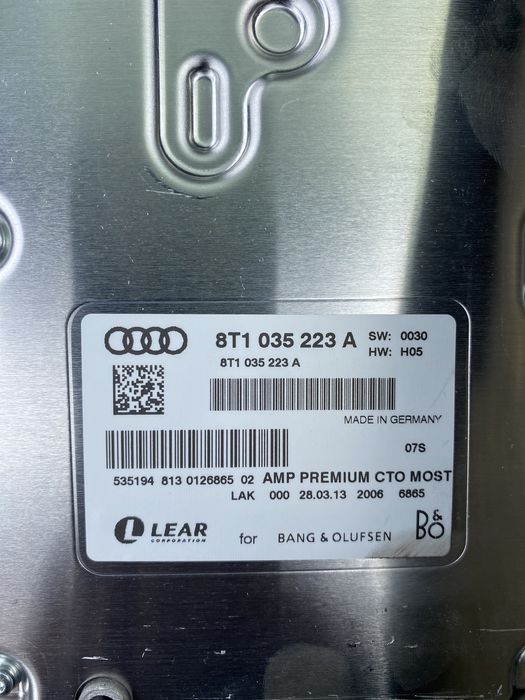 8T1 035 223 A SW: 0030
HW: H05
8T1 035 223 A
MADE IN GERMANY
07S
535194 813 0126865 02 AMP PREMIUM CTO MOST
LAK 000 28.03.13 2006 6865
LEAR
CORPORATION
for BANG & OLUFSEN B&O